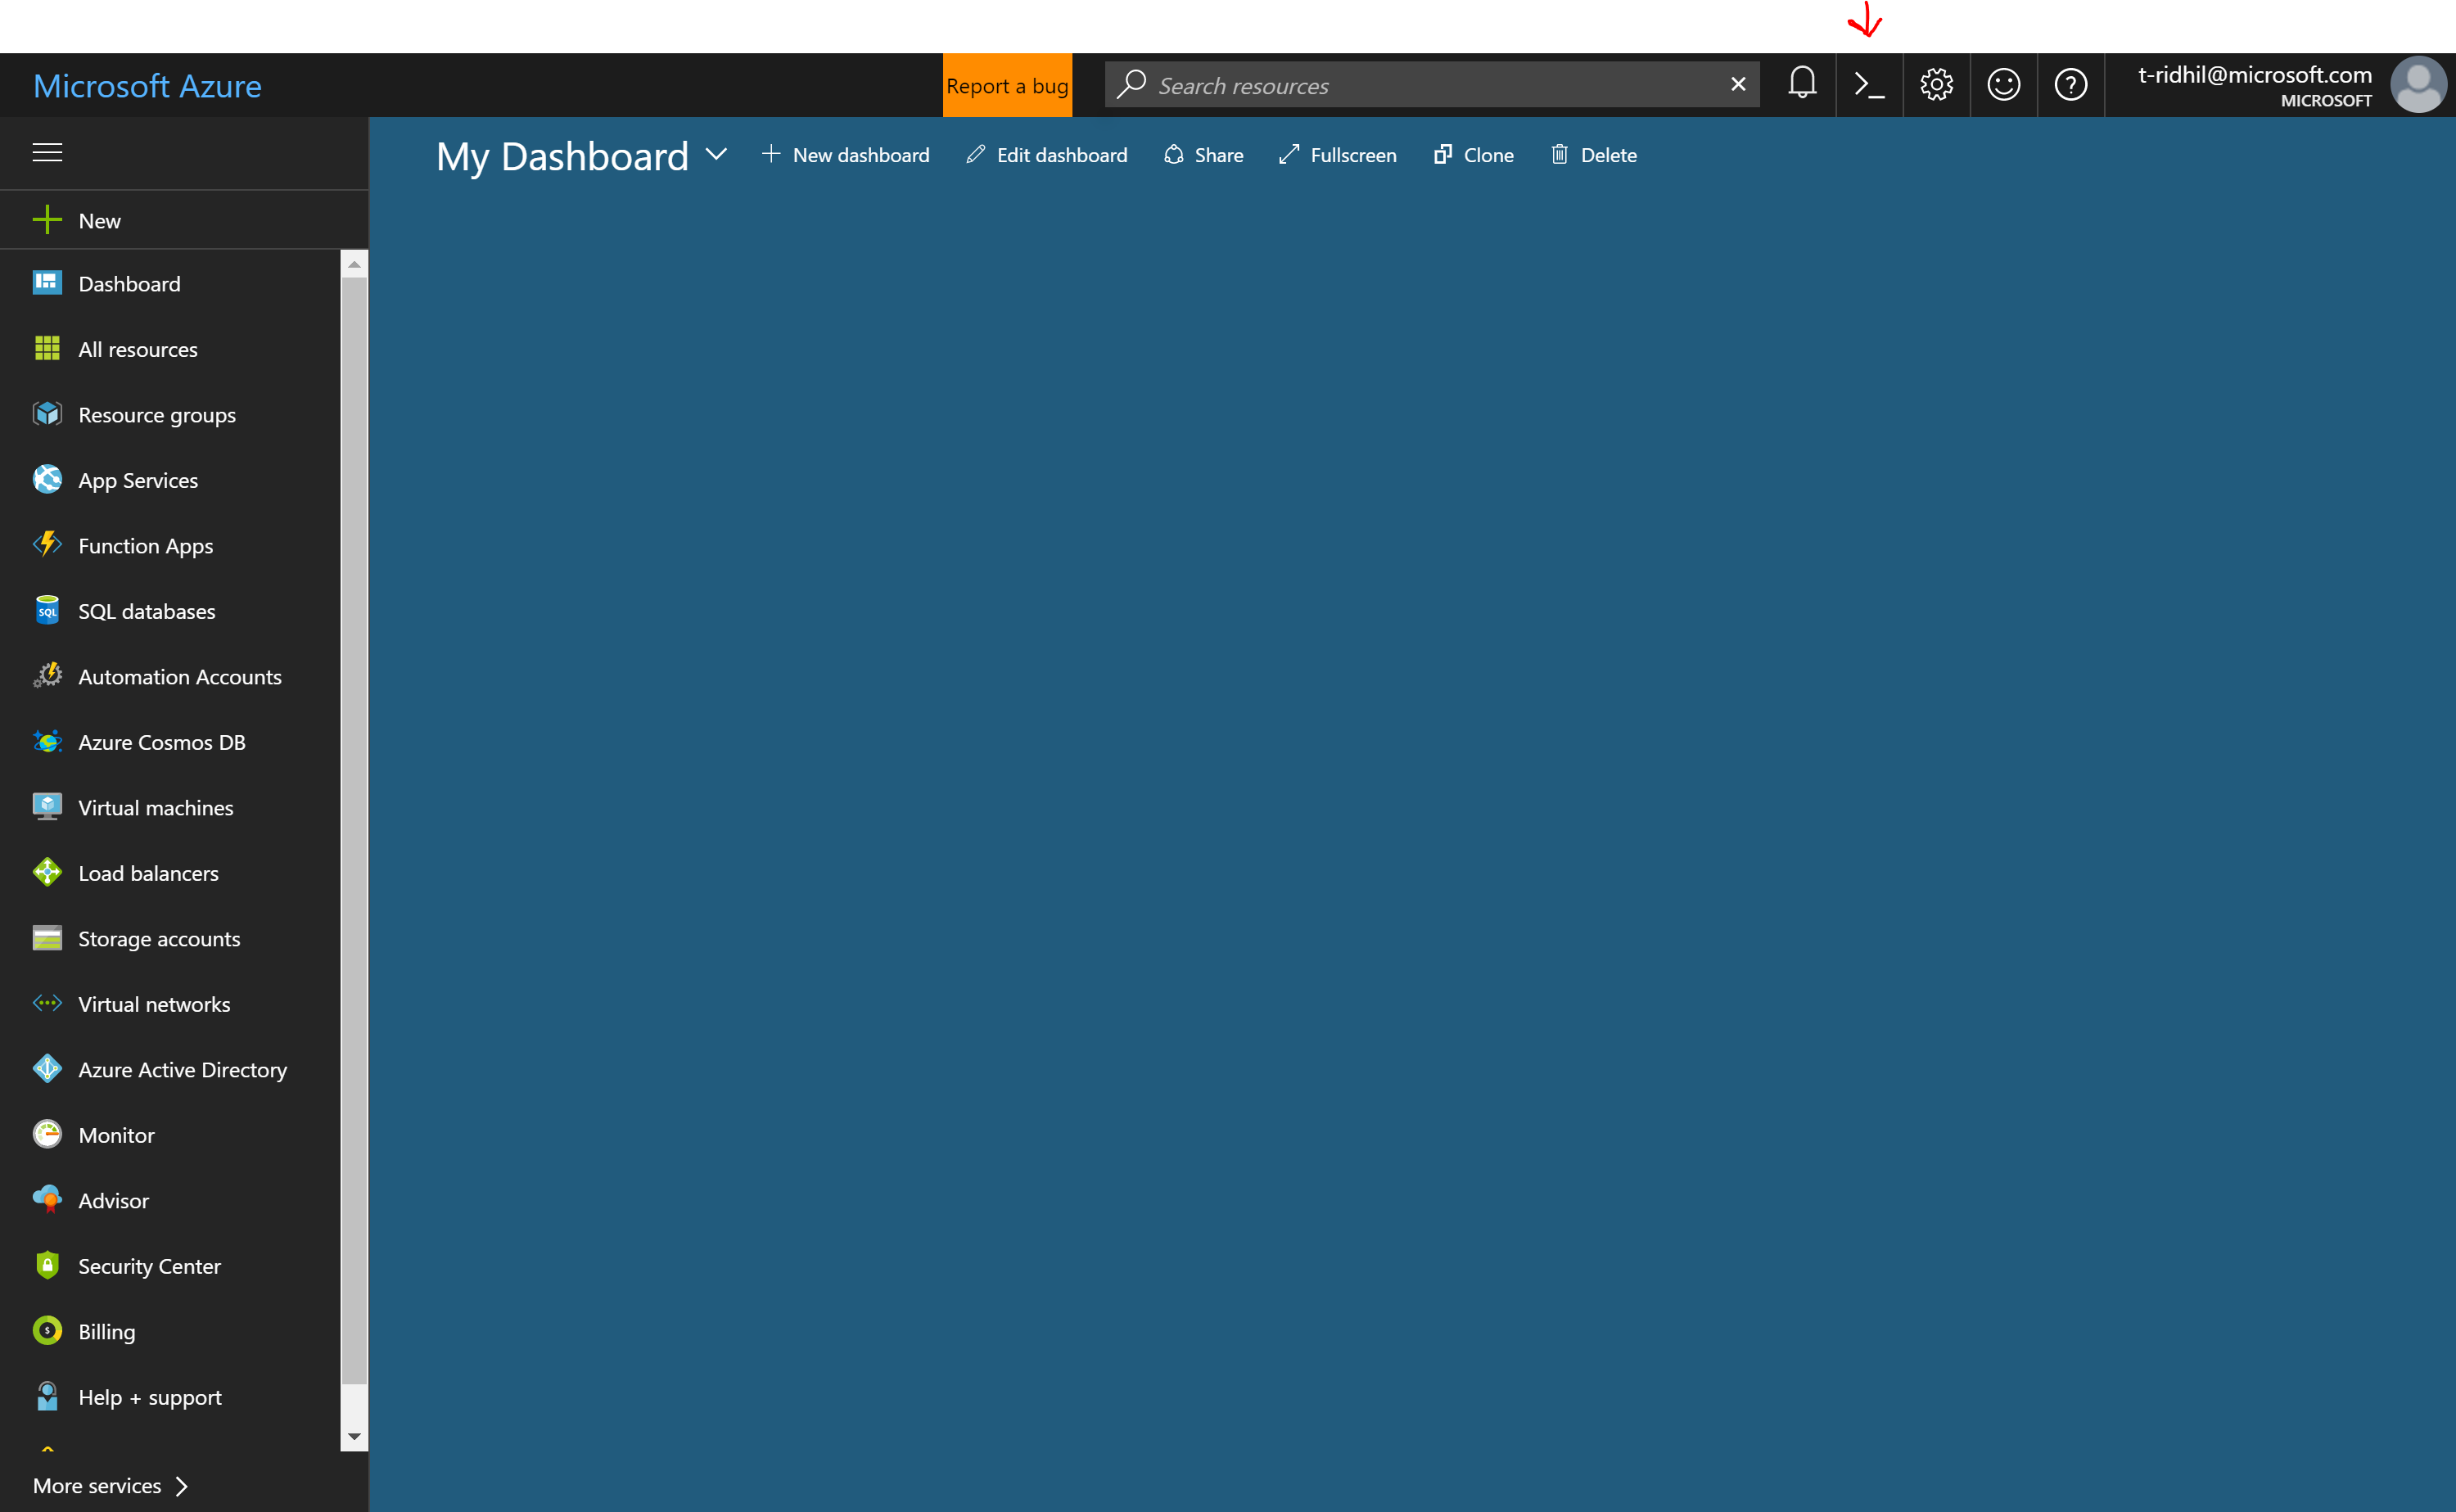 Microsoft Azure
Report a bug
Search resources
t-ridhil@microsoft.com
MICROSOFT
My Dashboard
New dashboard
Edit dashboard
Share
Fullscreen
Clone
Delete
New
Dashboard
All resources
Resource groups
App Services
Function Apps
SQL databases
SQL
Automation Accounts
Azure Cosmos DB
Virtual machines
Load balancers
Storage accounts
Virtual networks
Azure Active Directory
Monitor
Advisor
Security Center
Billing
Help + support
More services